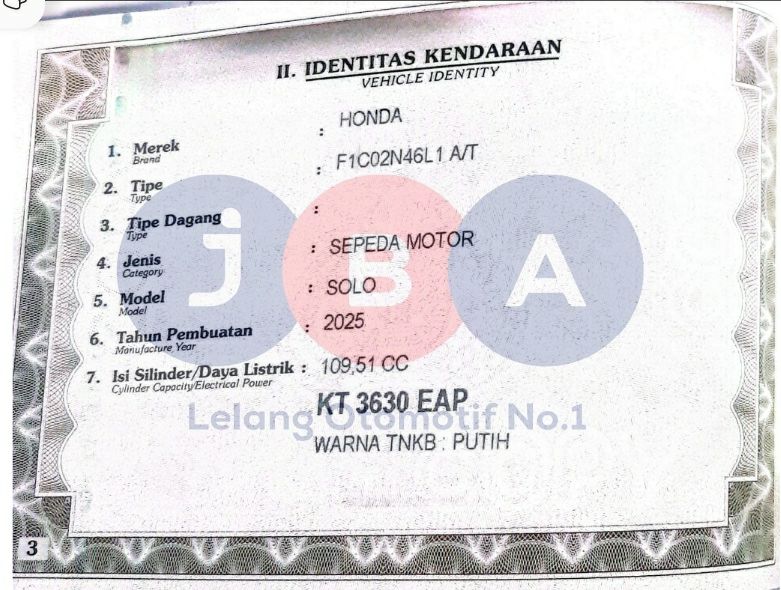 II. IDENTITAS KENDARAAN
VEHICLE IDENTITY
1. Merek : HONDA
Brand
2. Tipe : F1C02N46L1 A/T
Type
3. Tipe Dagang :
Type
4. Jenis : SEPEDA MOTOR
Category
5. Model : SOLO
Model
6. Tahun Pembuatan : 2025
Manufacture Year
7. Isi Silinder/Daya Listrik : 109,51 CC
Cylinder Capacity/Electrical Power
KT 3630 EAP
WARNA TNKB : PUTIH
JBA
Lelang Otomotif No.1
3